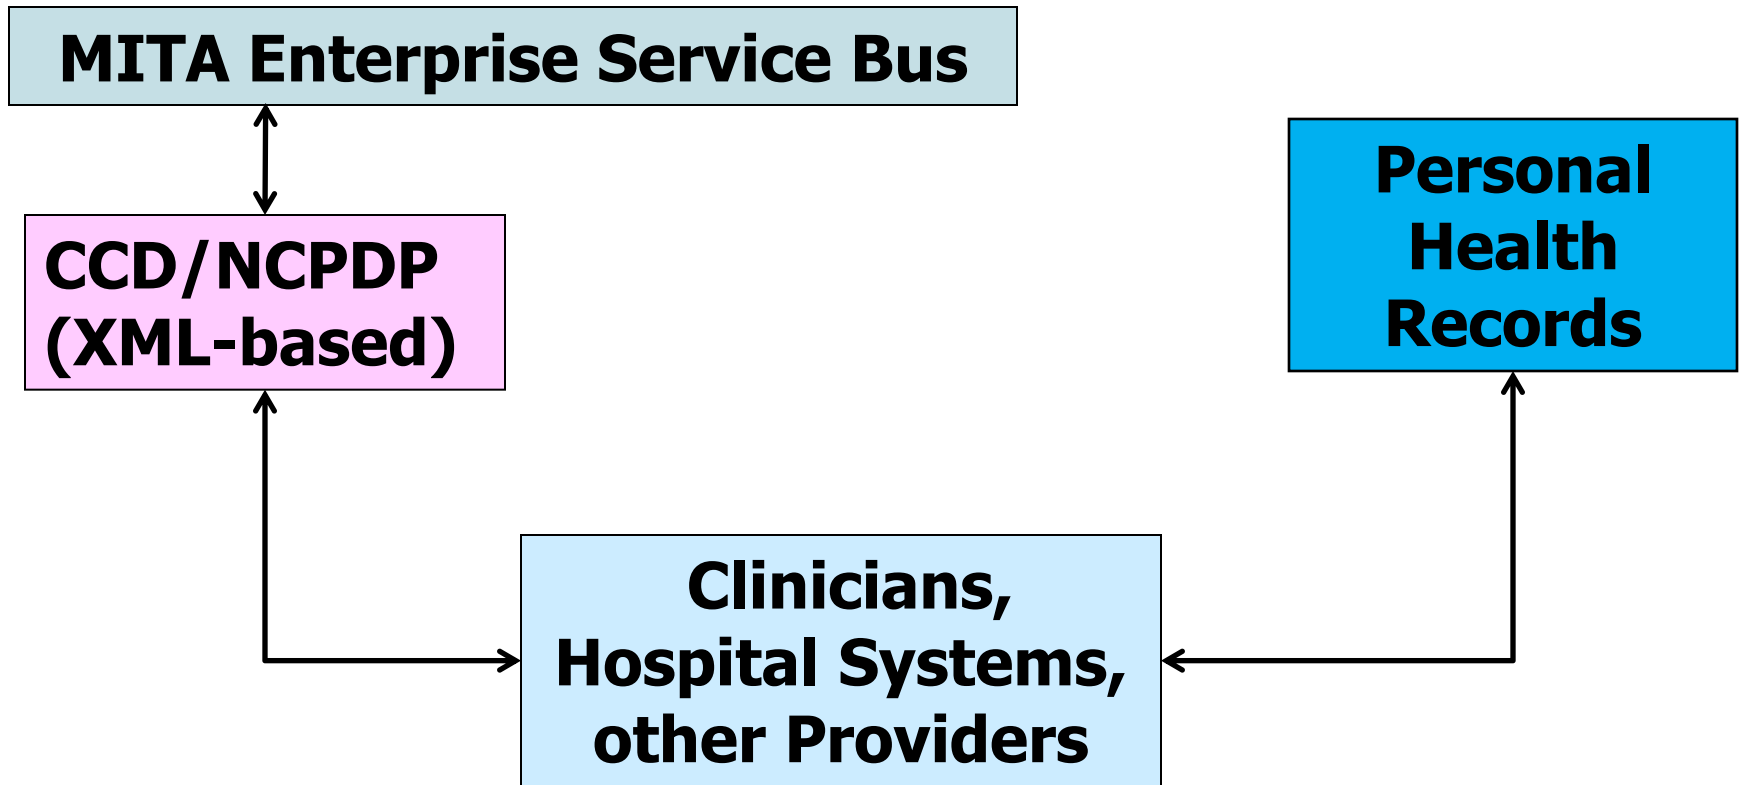 MITA Enterprise Service Bus
CCD/NCPDP
(XML-based)
Personal
Health
Records
Clinicians,
Hospital Systems,
other Providers